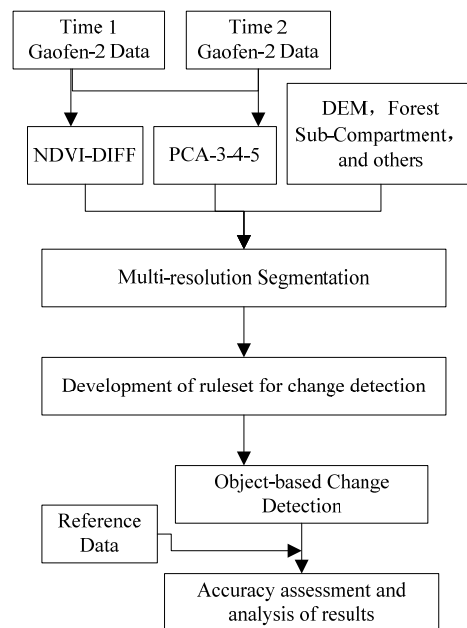 Time 1
Gaofen-2 Data
Time 2
Gaofen-2 Data
NDVI-DIFF
PCA-3-4-5
DEM，Forest
Sub-Compartment，
and others
Multi-resolution Segmentation
Development of ruleset for change detection
Object-based Change
Detection
Reference
Data
Accuracy assessment and
analysis of results